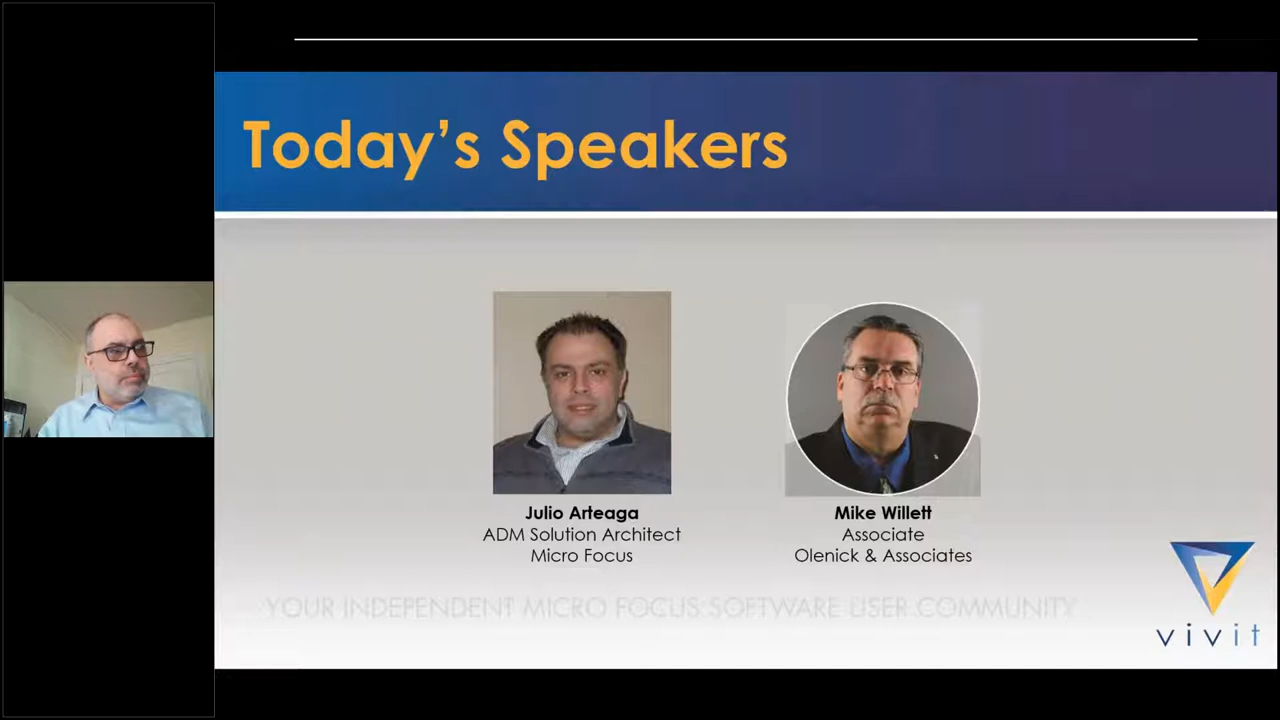 Today's Speakers
Julio Arteaga
ADM Solution Architect
Micro Focus
Mike Willett
Associate
Olenick & Associates
YOUR INDEPENDENT MICRO FOCUS SOFTWARE USER COMMUNITY
vivit